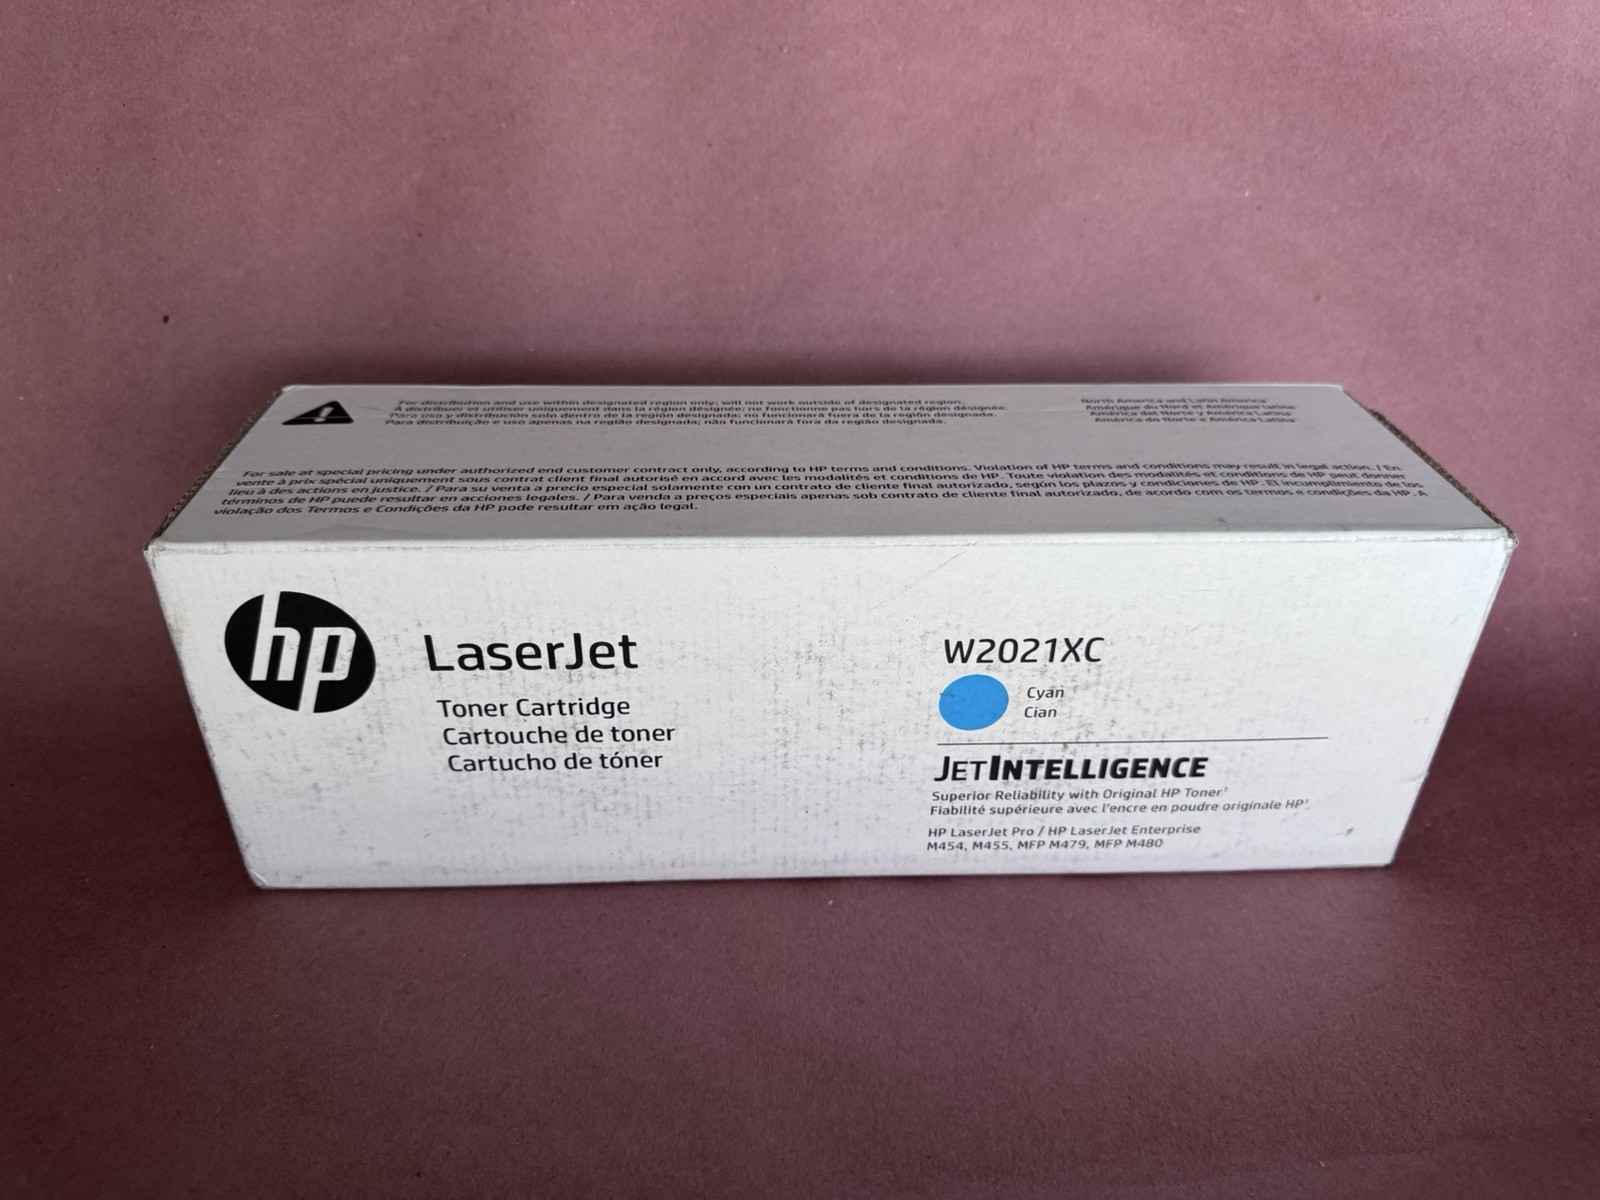 For distribution and use within designated region only; will not work outside of designated region.
À distribuer et utiliser uniquement dans la région désignée; ne fonctionne pas hors de la région désignée.
Para uso y distribución solo dentro de la región designada; no funcionará fuera de la región designada.
Para distribuição e uso apenas na região designada; não funcionará fora da região designada.
North America and Latin America
Amérique du Nord et Amérique latine
América del Norte y América Latina
América do Norte e América Latina
For sale at special pricing under authorized end customer contract only, according to HP terms and conditions. Violation of HP terms and conditions may result in legal action. / En
vente à prix spécial uniquement sous contrat client final autorisé en accord avec les modalités et conditions de HP. Toute violation des modalités et conditions de HP peut donner
lieu à des actions en justice. / Para su venta a precio especial solamente con un contrato de cliente final autorizado, según los plazos y condiciones de HP. El incumplimiento de los
términos de HP puede resultar en acciones legales. / Para venda a preços especiais apenas sob contrato de cliente final autorizado, de acordo com os termos e condições da HP. A
violação dos Termos e Condições da HP pode resultar em ação legal.
hp
LaserJet
Toner Cartridge
Cartouche de toner
Cartucho de tóner
W2021XC
Cyan
Cian
JETINTELLIGENCE
Superior Reliability with Original HP Toner¹
Fiabilité supérieure avec l'encre en poudre originale HP¹
HP LaserJet Pro / HP LaserJet Enterprise
M454, M455, MFP M479, MFP M480